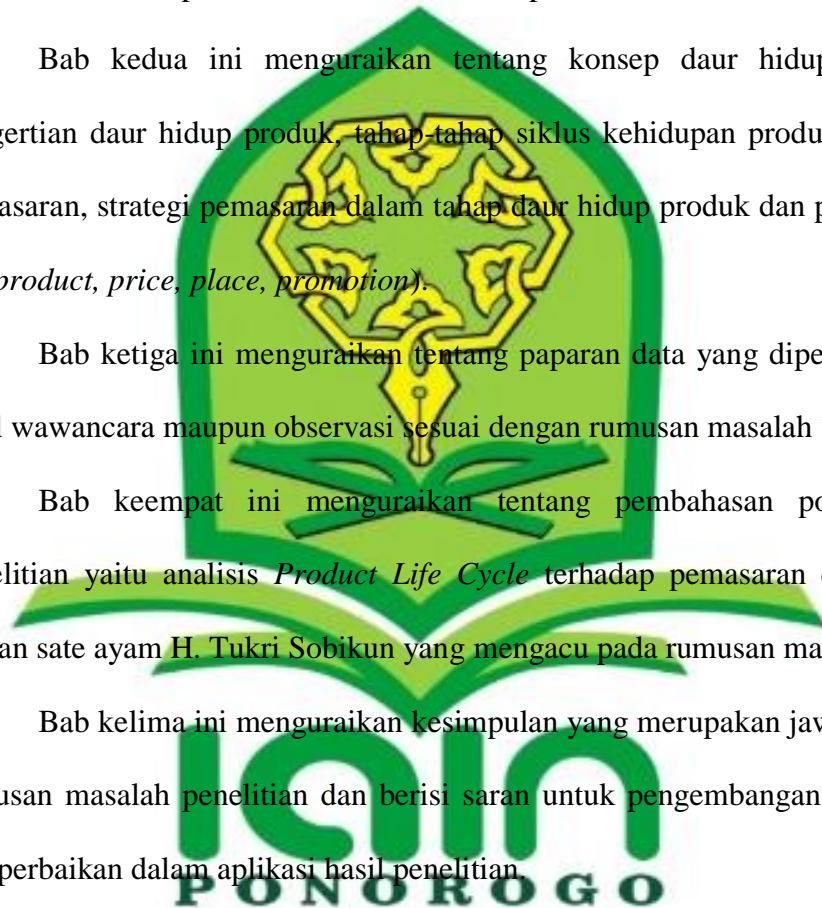 Bab kedua ini menguraikan tentang konsep daur hidup
gertian daur hidup produk, tahap-tahap siklus kehidupan produ
asaran, strategi pemasaran dalam tahap daur hidup produk dan p
product, price, place, promotion).
Bab ketiga ini menguraikan tentang paparan data yang dipe
l wawancara maupun observasi sesuai dengan rumusan masalah
Bab keempat ini menguraikan tentang pembahasan po
elitian yaitu analisis Product Life Cycle terhadap pemasaran
an sate ayam H. Tukri Sobikun yang mengacu pada rumusan ma
Bab kelima ini menguraikan kesimpulan yang merupakan jaw
usan masalah penelitian dan berisi saran untuk pengembangan
perbaikan dalam aplikasi hasil penelitian.
iain
PONOROGO